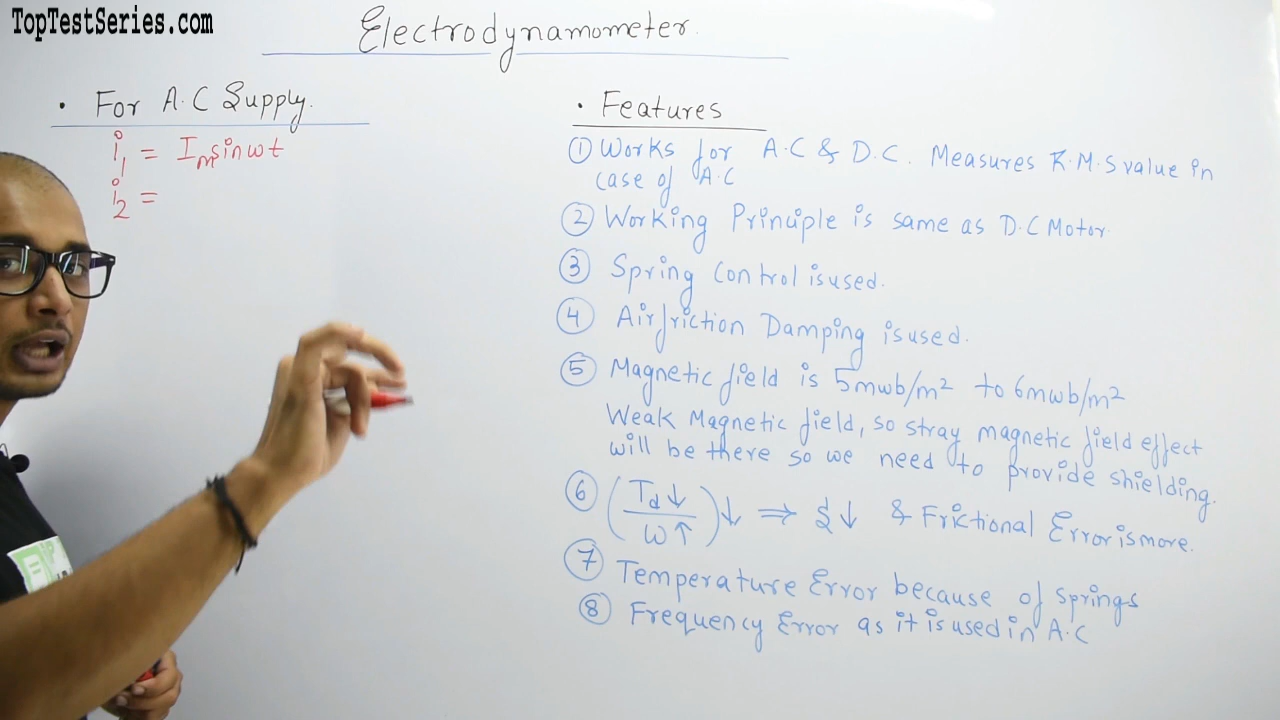 TopTestSeries.com
Electrodynamometer.
· For A.C Supply.
i₁ = Iₘ sin ωt
i₂ =
· Features
① Works for A.C & D.C. Measures R.M.S value in
case of A.C
② Working Principle is same as D.C Motor.
③ Spring Control is used.
④ Air friction Damping is used.
⑤ Magnetic field is 5mwb/m² to 6mwb/m²
Weak Magnetic field, so stray magnetic field effect
will be there so we need to provide shielding.
⑥ (Td↓/ω↑)↓ ⇒ S↓ & Frictional Error is more.
⑦ Temperature Error because of springs
⑧ Frequency Error as it is used in A.C